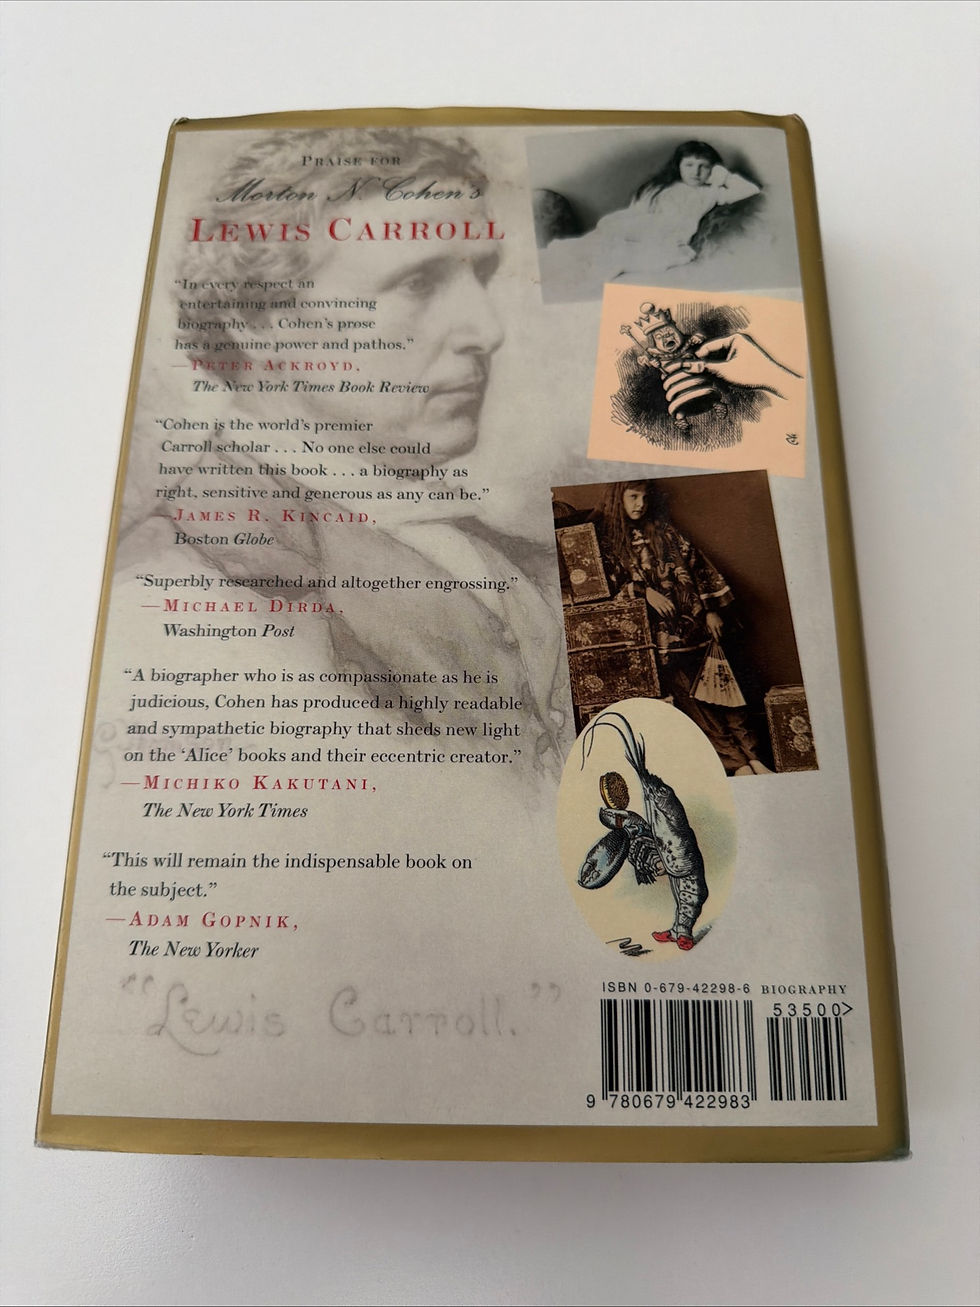 PRAISE FOR
Morton N. Cohen's
LEWIS CARROLL
“In every respect an
entertaining and convincing
biography . . . Cohen’s prose
has a genuine power and pathos.”
—PETER ACKROYD,
The New York Times Book Review
“Cohen is the world’s premier
Carroll scholar . . . No one else could
have written this book . . . a biography as
right, sensitive and generous as any can be.”
—JAMES R. KINCAID,
Boston Globe
“Superbly researched and altogether engrossing.”
—MICHAEL DIRDA,
Washington Post
“A biographer who is as compassionate as he is
judicious, Cohen has produced a highly readable
and sympathetic biography that sheds new light
on the ‘Alice’ books and their eccentric creator.”
—MICHIKO KAKUTANI,
The New York Times
“This will remain the indispensable book on
the subject.”
—ADAM GOPNIK,
The New Yorker
“Lewis Carroll.”
ISBN 0-679-42298-6 BIOGRAPHY
53500>
9 780679 422983